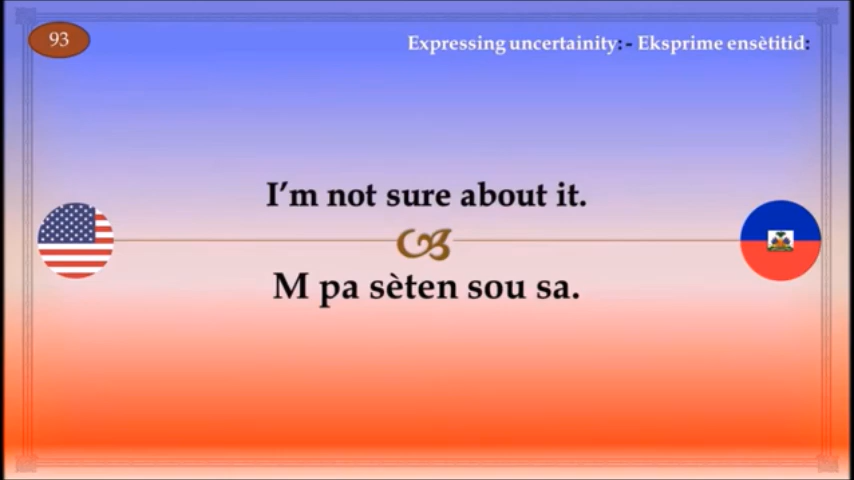 93
Expressing uncertainity: - Eksprime ensètitid:
I'm not sure about it.
M pa sèten sou sa.